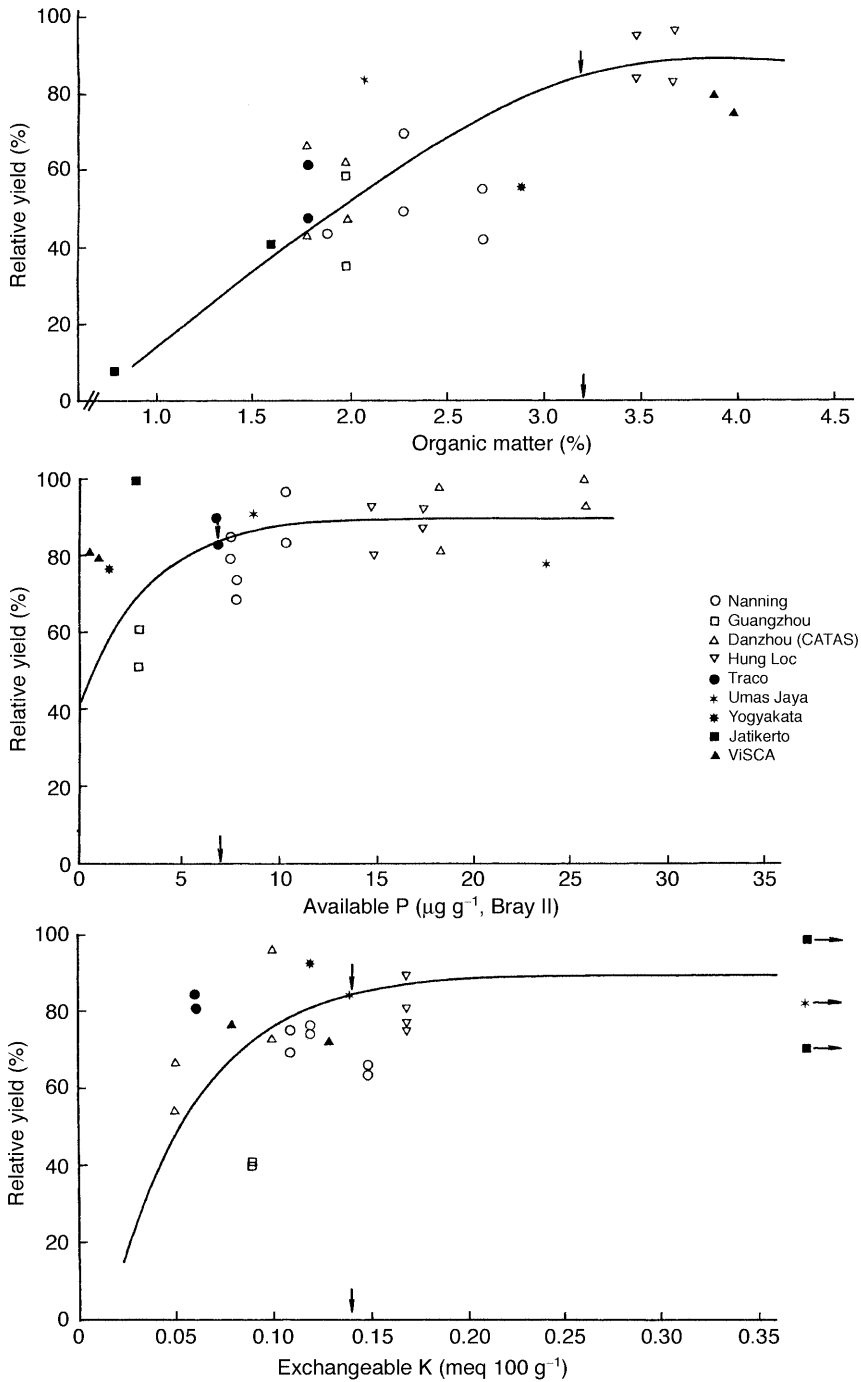 100
80
60
40
20
0
Relative yield (%)
1.0 1.5 2.0 2.5 3.0 3.5 4.0 4.5
Organic matter (%)
100
80
60
40
20
0
Relative yield (%)
Nanning
Guangzhou
Danzhou (CATAS)
Hung Loc
Traco
Umas Jaya
Yogyakata
Jatikerto
ViSCA
0 5 10 15 20 25 30 35
Available P (μg g⁻¹, Bray II)
100
80
60
40
20
0
Relative yield (%)
0 0.05 0.10 0.15 0.20 0.25 0.30 0.35
Exchangeable K (meq 100 g⁻¹)